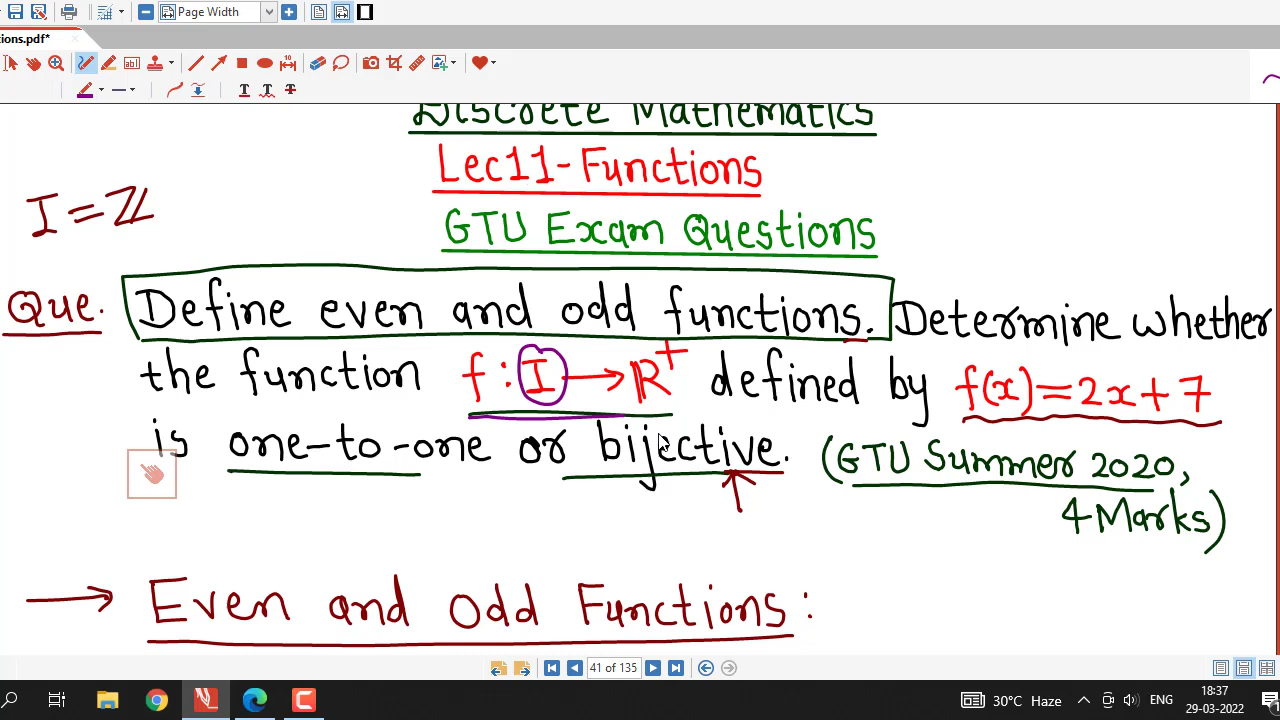 Page Width
ions.pdf*
Discrete Mathematics
Lec11-Functions
I = ℤ
GTU Exam Questions
Que. Define even and odd functions. Determine whether
the function f : I → ℝ⁺ defined by f(x) = 2x + 7
is one-to-one or bijective. (GTU Summer 2020,
4 Marks)
→ Even and Odd Functions :
41 of 135
30°C Haze ENG 18:37
29-03-2022